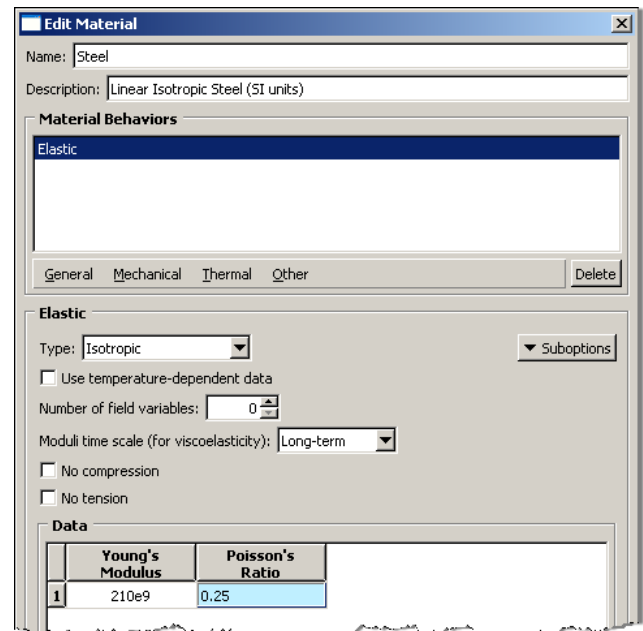 Edit Material
Name: Steel
Description: Linear Isotropic Steel (SI units)
Material Behaviors
Elastic
General Mechanical Thermal Other Delete
Elastic
Type: Isotropic Suboptions
Use temperature-dependent data
Number of field variables: 0
Moduli time scale (for viscoelasticity): Long-term
No compression
No tension
Data
Young's Poisson's
Modulus Ratio
1 210e9 0.25